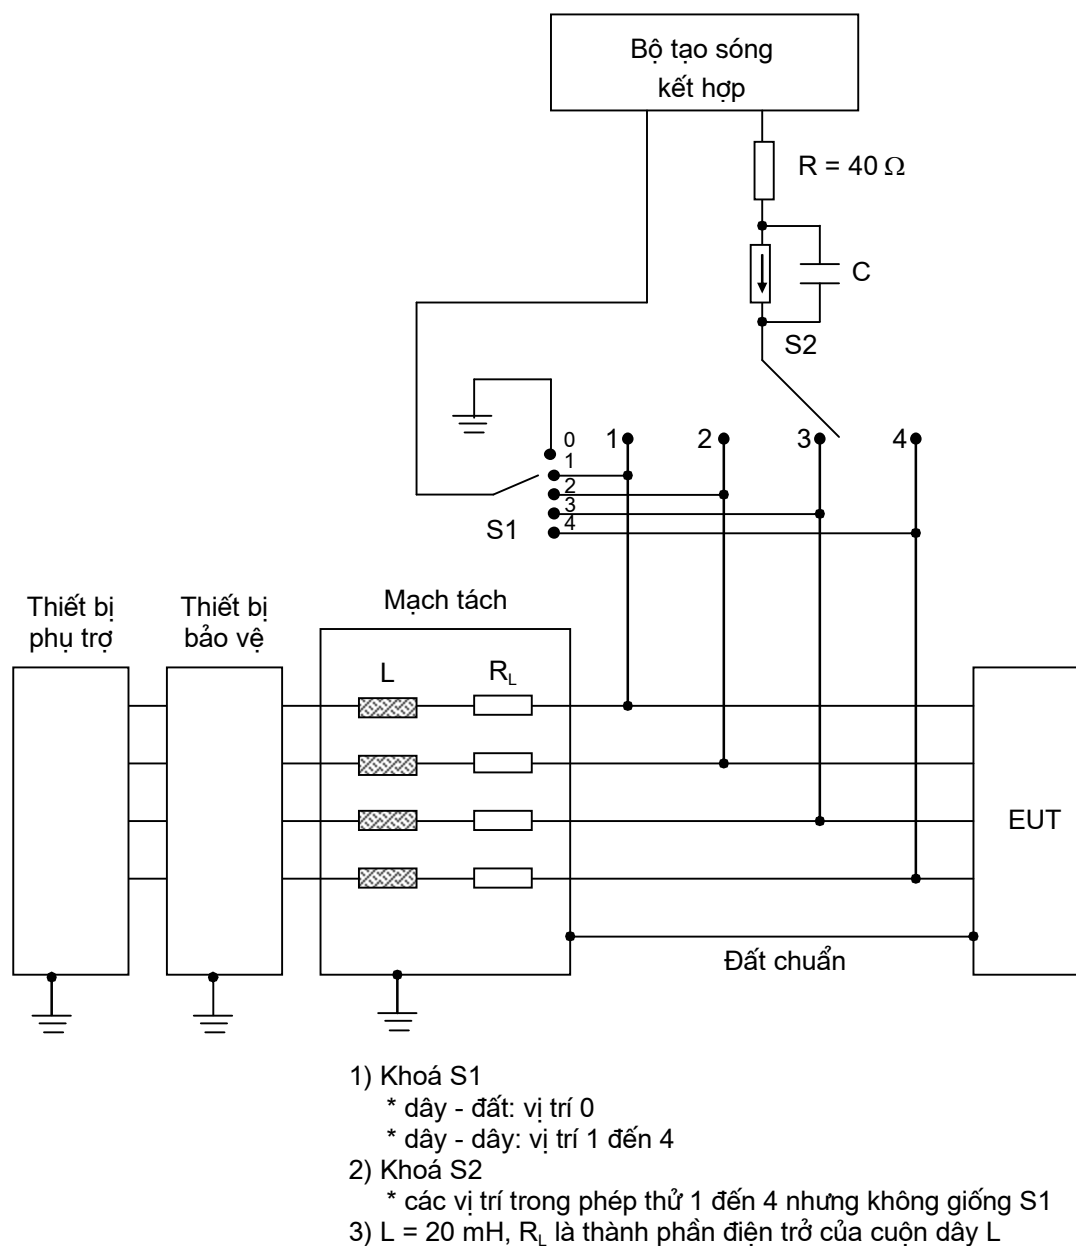 Bộ tạo sóng
kết hợp
R = 40 Ω
C
S2
0
1
2
3
4
1
2
3
4
S1
Thiết bị
phụ trợ
Thiết bị
bảo vệ
Mạch tách
L
R_L
EUT
Đất chuẩn
1) Khoá S1
* dây - đất: vị trí 0
* dây - dây: vị trí 1 đến 4
2) Khoá S2
* các vị trí trong phép thử 1 đến 4 nhưng không giống S1
3) L = 20 mH, R_L là thành phần điện trở của cuộn dây L